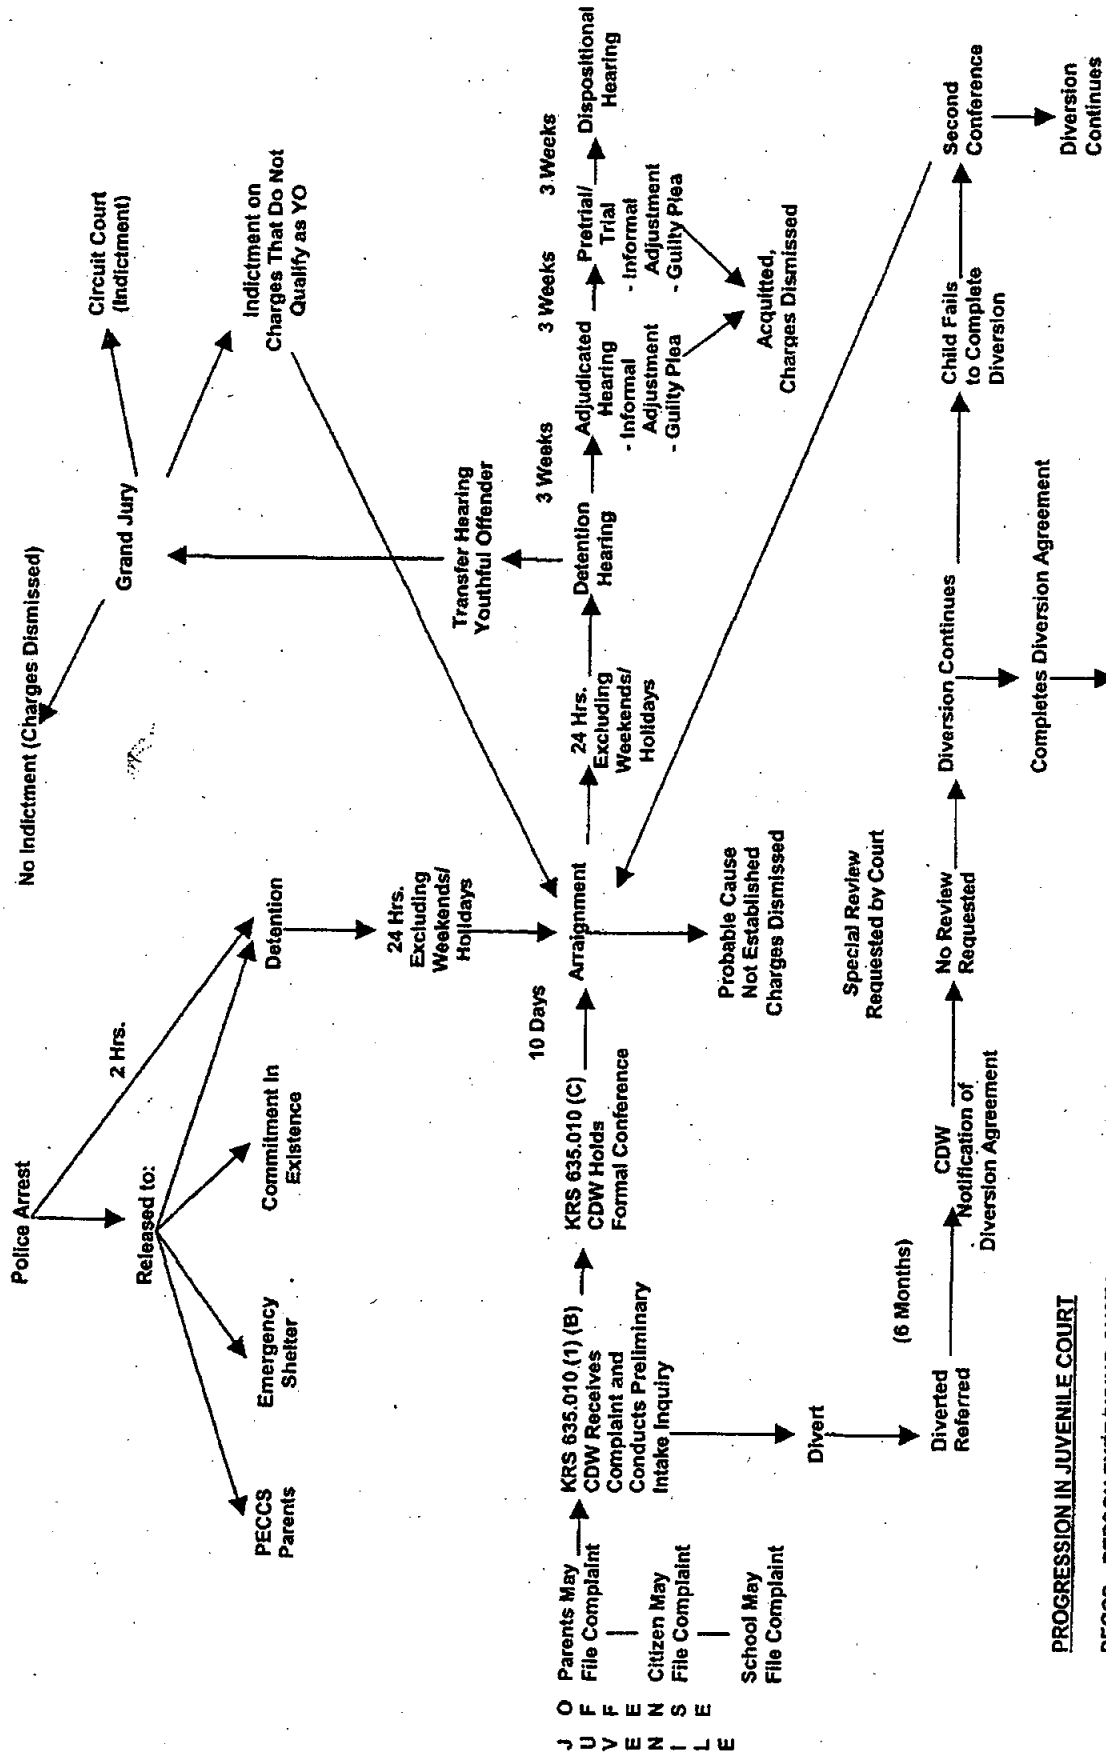 No Indictment (Charges Dismissed)
Circuit Court
(Indictment)
Grand Jury
Indictment on
Charges That Do Not
Qualify as YO
Police Arrest
2 Hrs.
Released to:
PECCS
Parents
Emergency
Shelter
Commitment In
Existence
Detention
24 Hrs.
Excluding
Weekends/
Holidays
Transfer Hearing
Youthful Offender
JUVENILE
OFFENSE
Parents May
File Complaint
Citizen May
File Complaint
School May
File Complaint
KRS 635.010 (1) (B)
CDW Receives
Complaint and
Conducts Preliminary
Intake Inquiry
KRS 635.010 (C)
CDW Holds
Formal Conference
10 Days
Arraignment
24 Hrs.
Excluding
Weekends/
Holidays
Detention
Hearing
3 Weeks
Adjudicated
Hearing
- Informal
Adjustment
- Guilty Plea
3 Weeks
Pretrial/
Trial
- Informal
Adjustment
- Guilty Plea
3 Weeks
Dispositional
Hearing
Acquitted,
Charges Dismissed
Probable Cause
Not Established
Charges Dismissed
Divert
Diverted
Referred
(6 Months)
CDW
Notification of
Diversion Agreement
Special Review
Requested by Court
No Review
Requested
Diversion Continues
Completes Diversion Agreement
Child Fails
to Complete
Diversion
Second
Conference
Diversion
Continues
PROGRESSION IN JUVENILE COURT